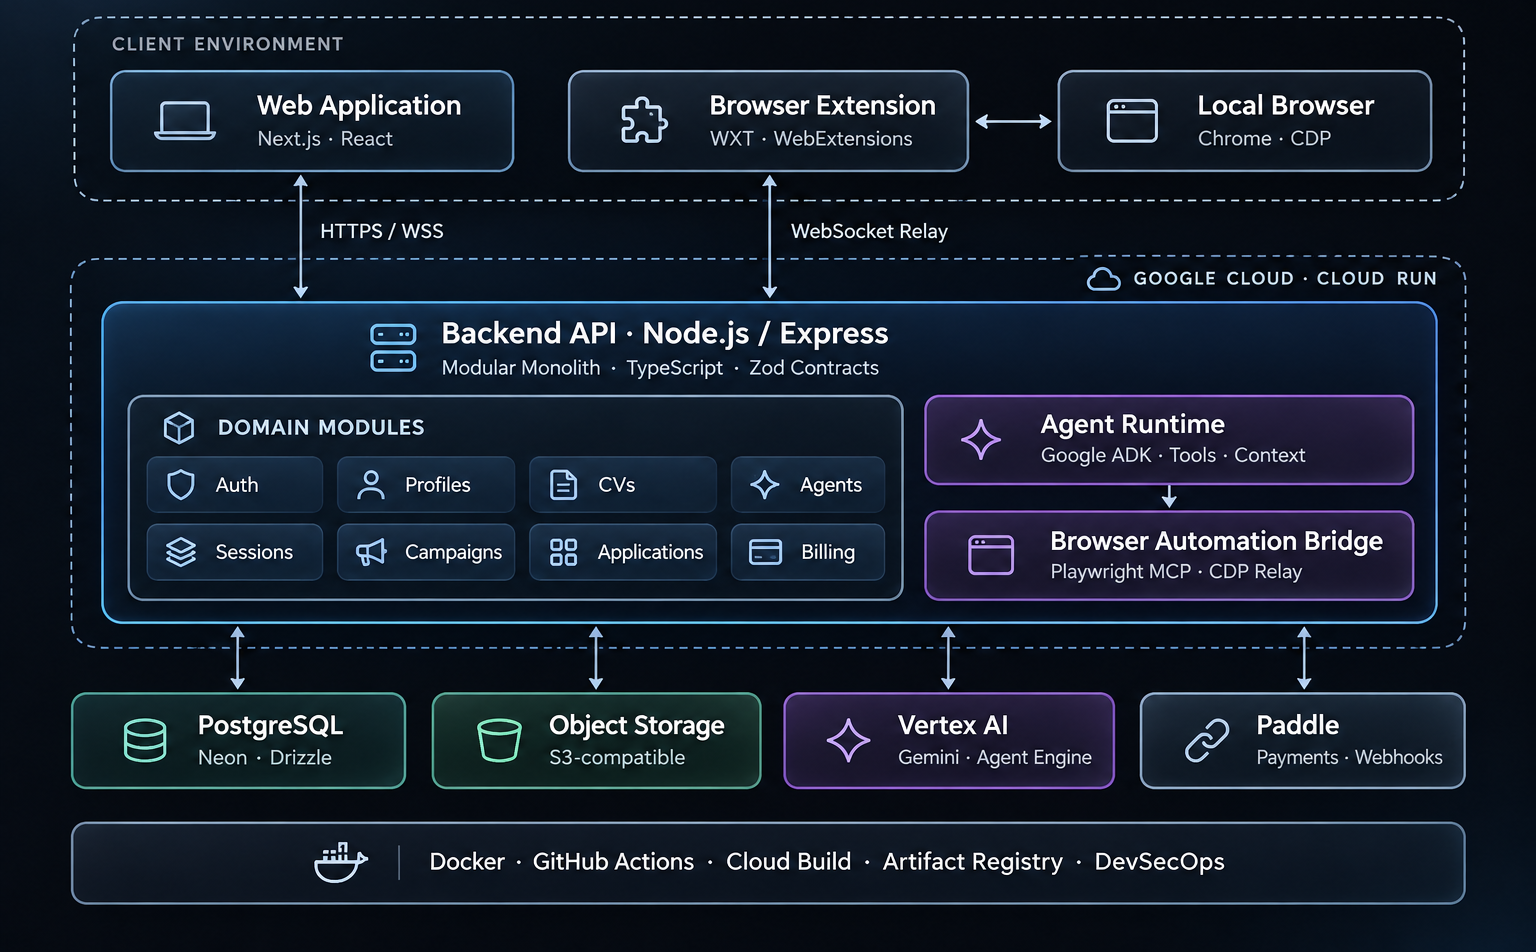 CLIENT ENVIRONMENT
Web Application
Next.js · React
Browser Extension
WXT · WebExtensions
Local Browser
Chrome · CDP
HTTPS / WSS
WebSocket Relay
GOOGLE CLOUD · CLOUD RUN
Backend API · Node.js / Express
Modular Monolith · TypeScript · Zod Contracts
DOMAIN MODULES
Auth
Profiles
CVs
Agents
Sessions
Campaigns
Applications
Billing
Agent Runtime
Google ADK · Tools · Context
Browser Automation Bridge
Playwright MCP · CDP Relay
PostgreSQL
Neon · Drizzle
Object Storage
S3-compatible
Vertex AI
Gemini · Agent Engine
Paddle
Payments · Webhooks
Docker · GitHub Actions · Cloud Build · Artifact Registry · DevSecOps